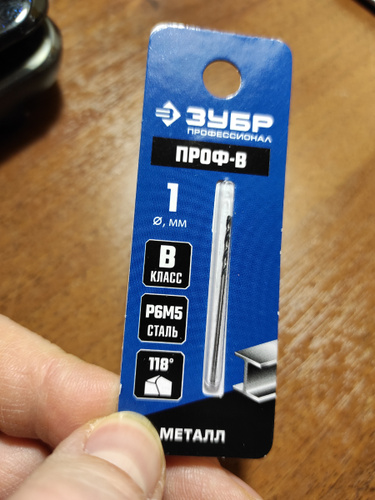 ЗУБР
ПРОФЕССИОНАЛ
ПРОФ-В
1
Ø, мм
В
КЛАСС
Р6М5
СТАЛЬ
118°
МЕТАЛЛ